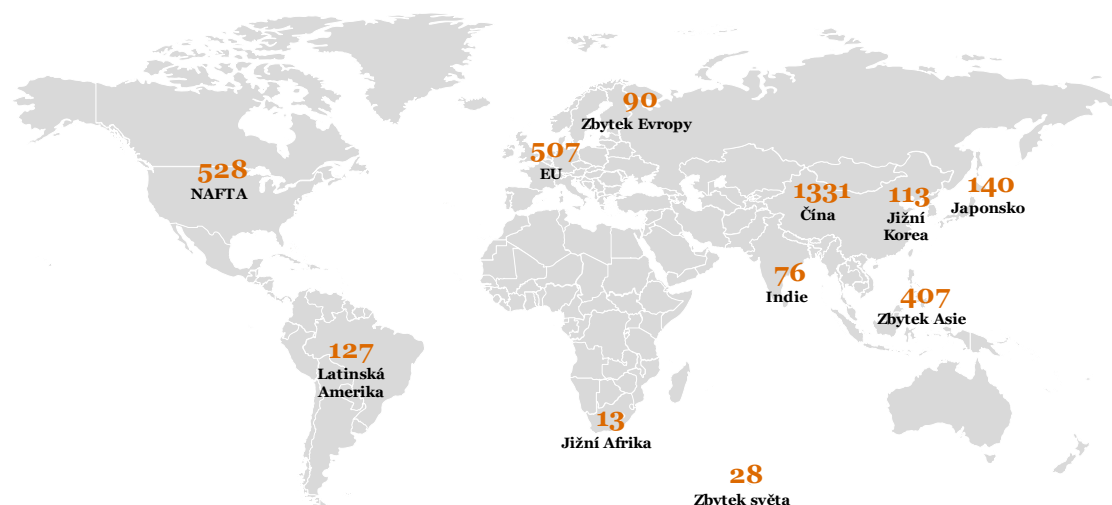 90
Zbytek Evropy
507
EU
528
NAFTA
1331
Čína
113
Jižní
Korea
140
Japonsko
76
Indie
407
Zbytek Asie
127
Latinská
Amerika
13
Jižní Afrika
28
Zbytek světa